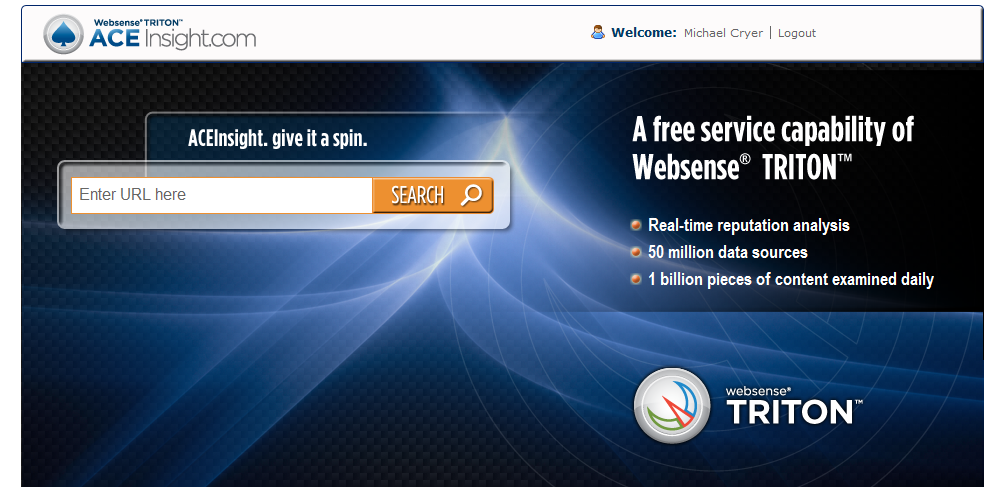 Websense® TRITON™
ACEInsight.com
Welcome: Michael Cryer | Logout
ACEInsight. give it a spin.
Enter URL here
SEARCH
A free service capability of
Websense® TRITON™
Real-time reputation analysis
50 million data sources
1 billion pieces of content examined daily
websense®
TRITON™